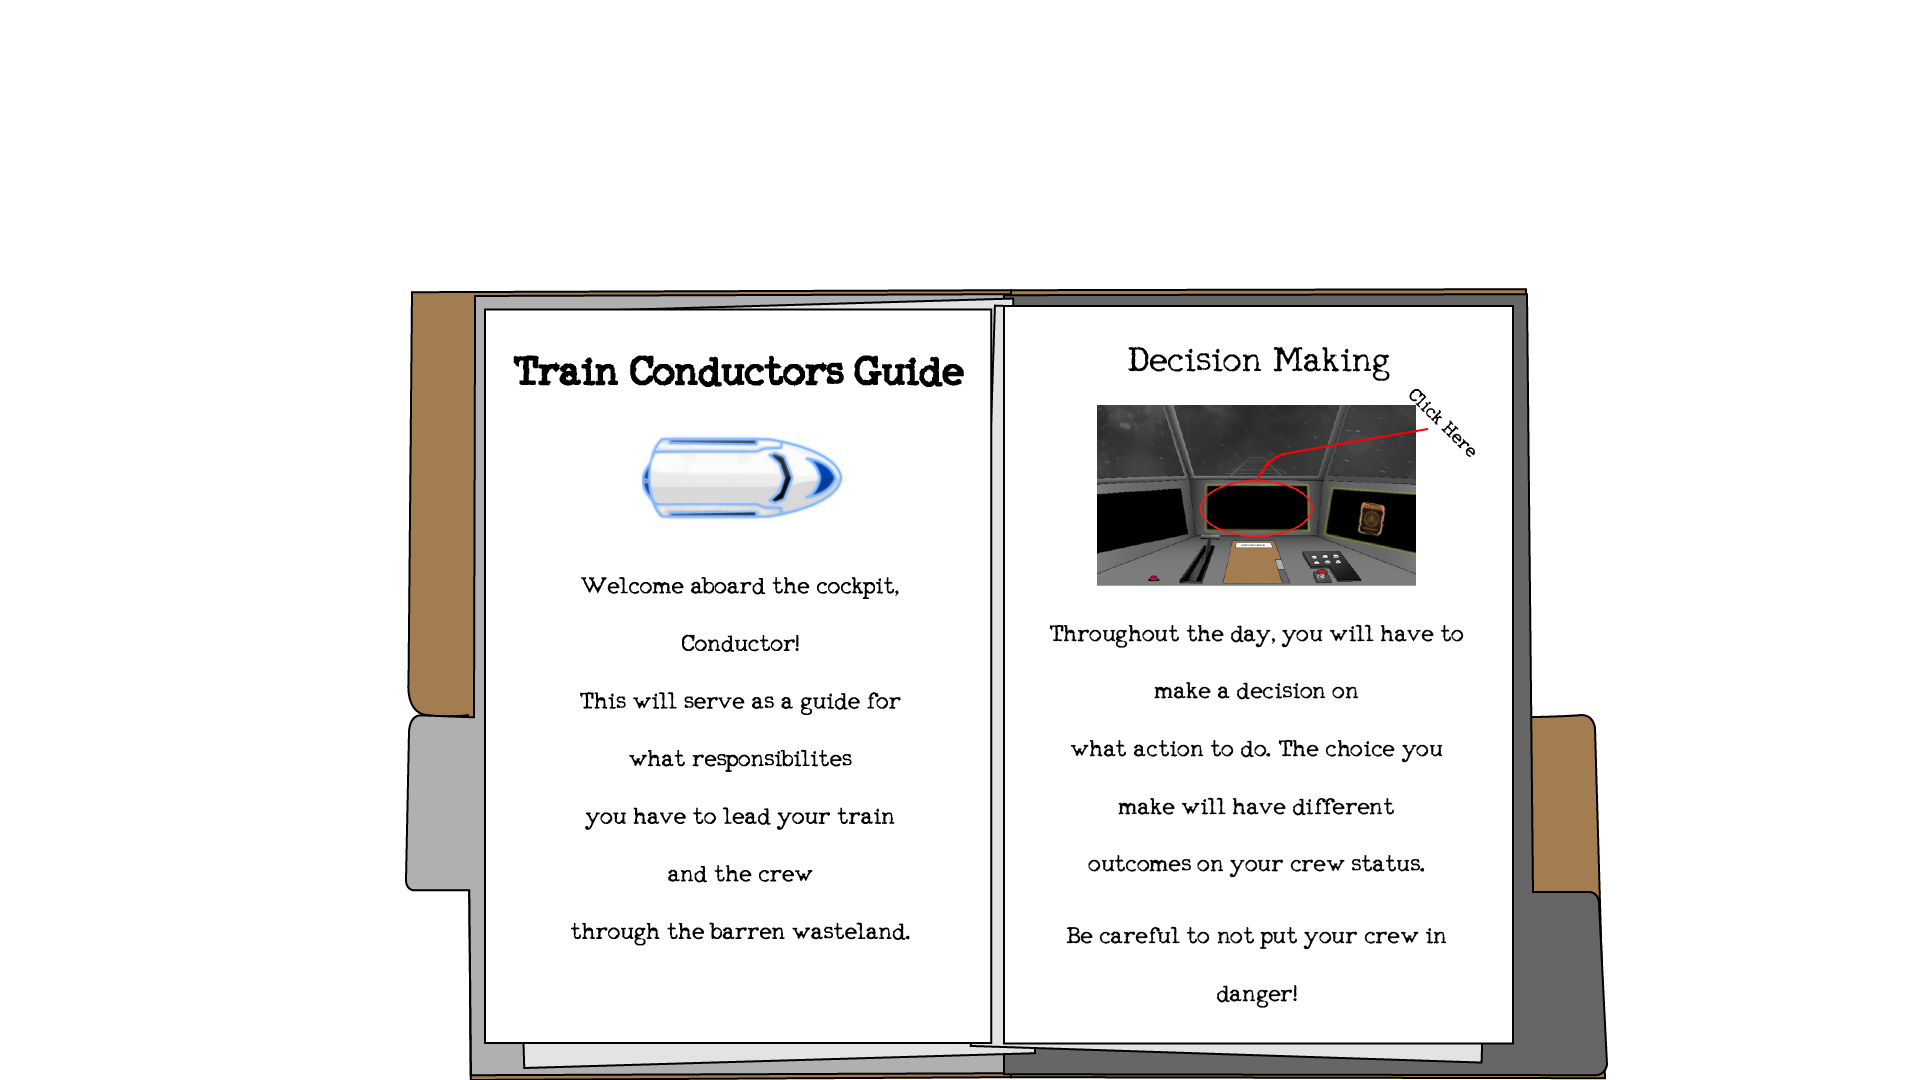 Train Conductors Guide
Welcome aboard the cockpit,
Conductor!
This will serve as a guide for
what responsibilites
you have to lead your train
and the crew
through the barren wasteland.
Decision Making
Click Here
Throughout the day, you will have to
make a decision on
what action to do. The choice you
make will have different
outcomes on your crew status.
Be careful to not put your crew in
danger!